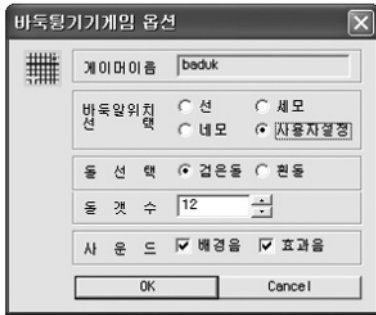 바둑튕기기게임 옵션
게이머이름 baduk
바둑알위치 선택 선 세모
네모 사용자설정
돌 선 택 검은돌 흰돌
돌 갯 수 12
사 운 드 배경음 효과음
OK Cancel